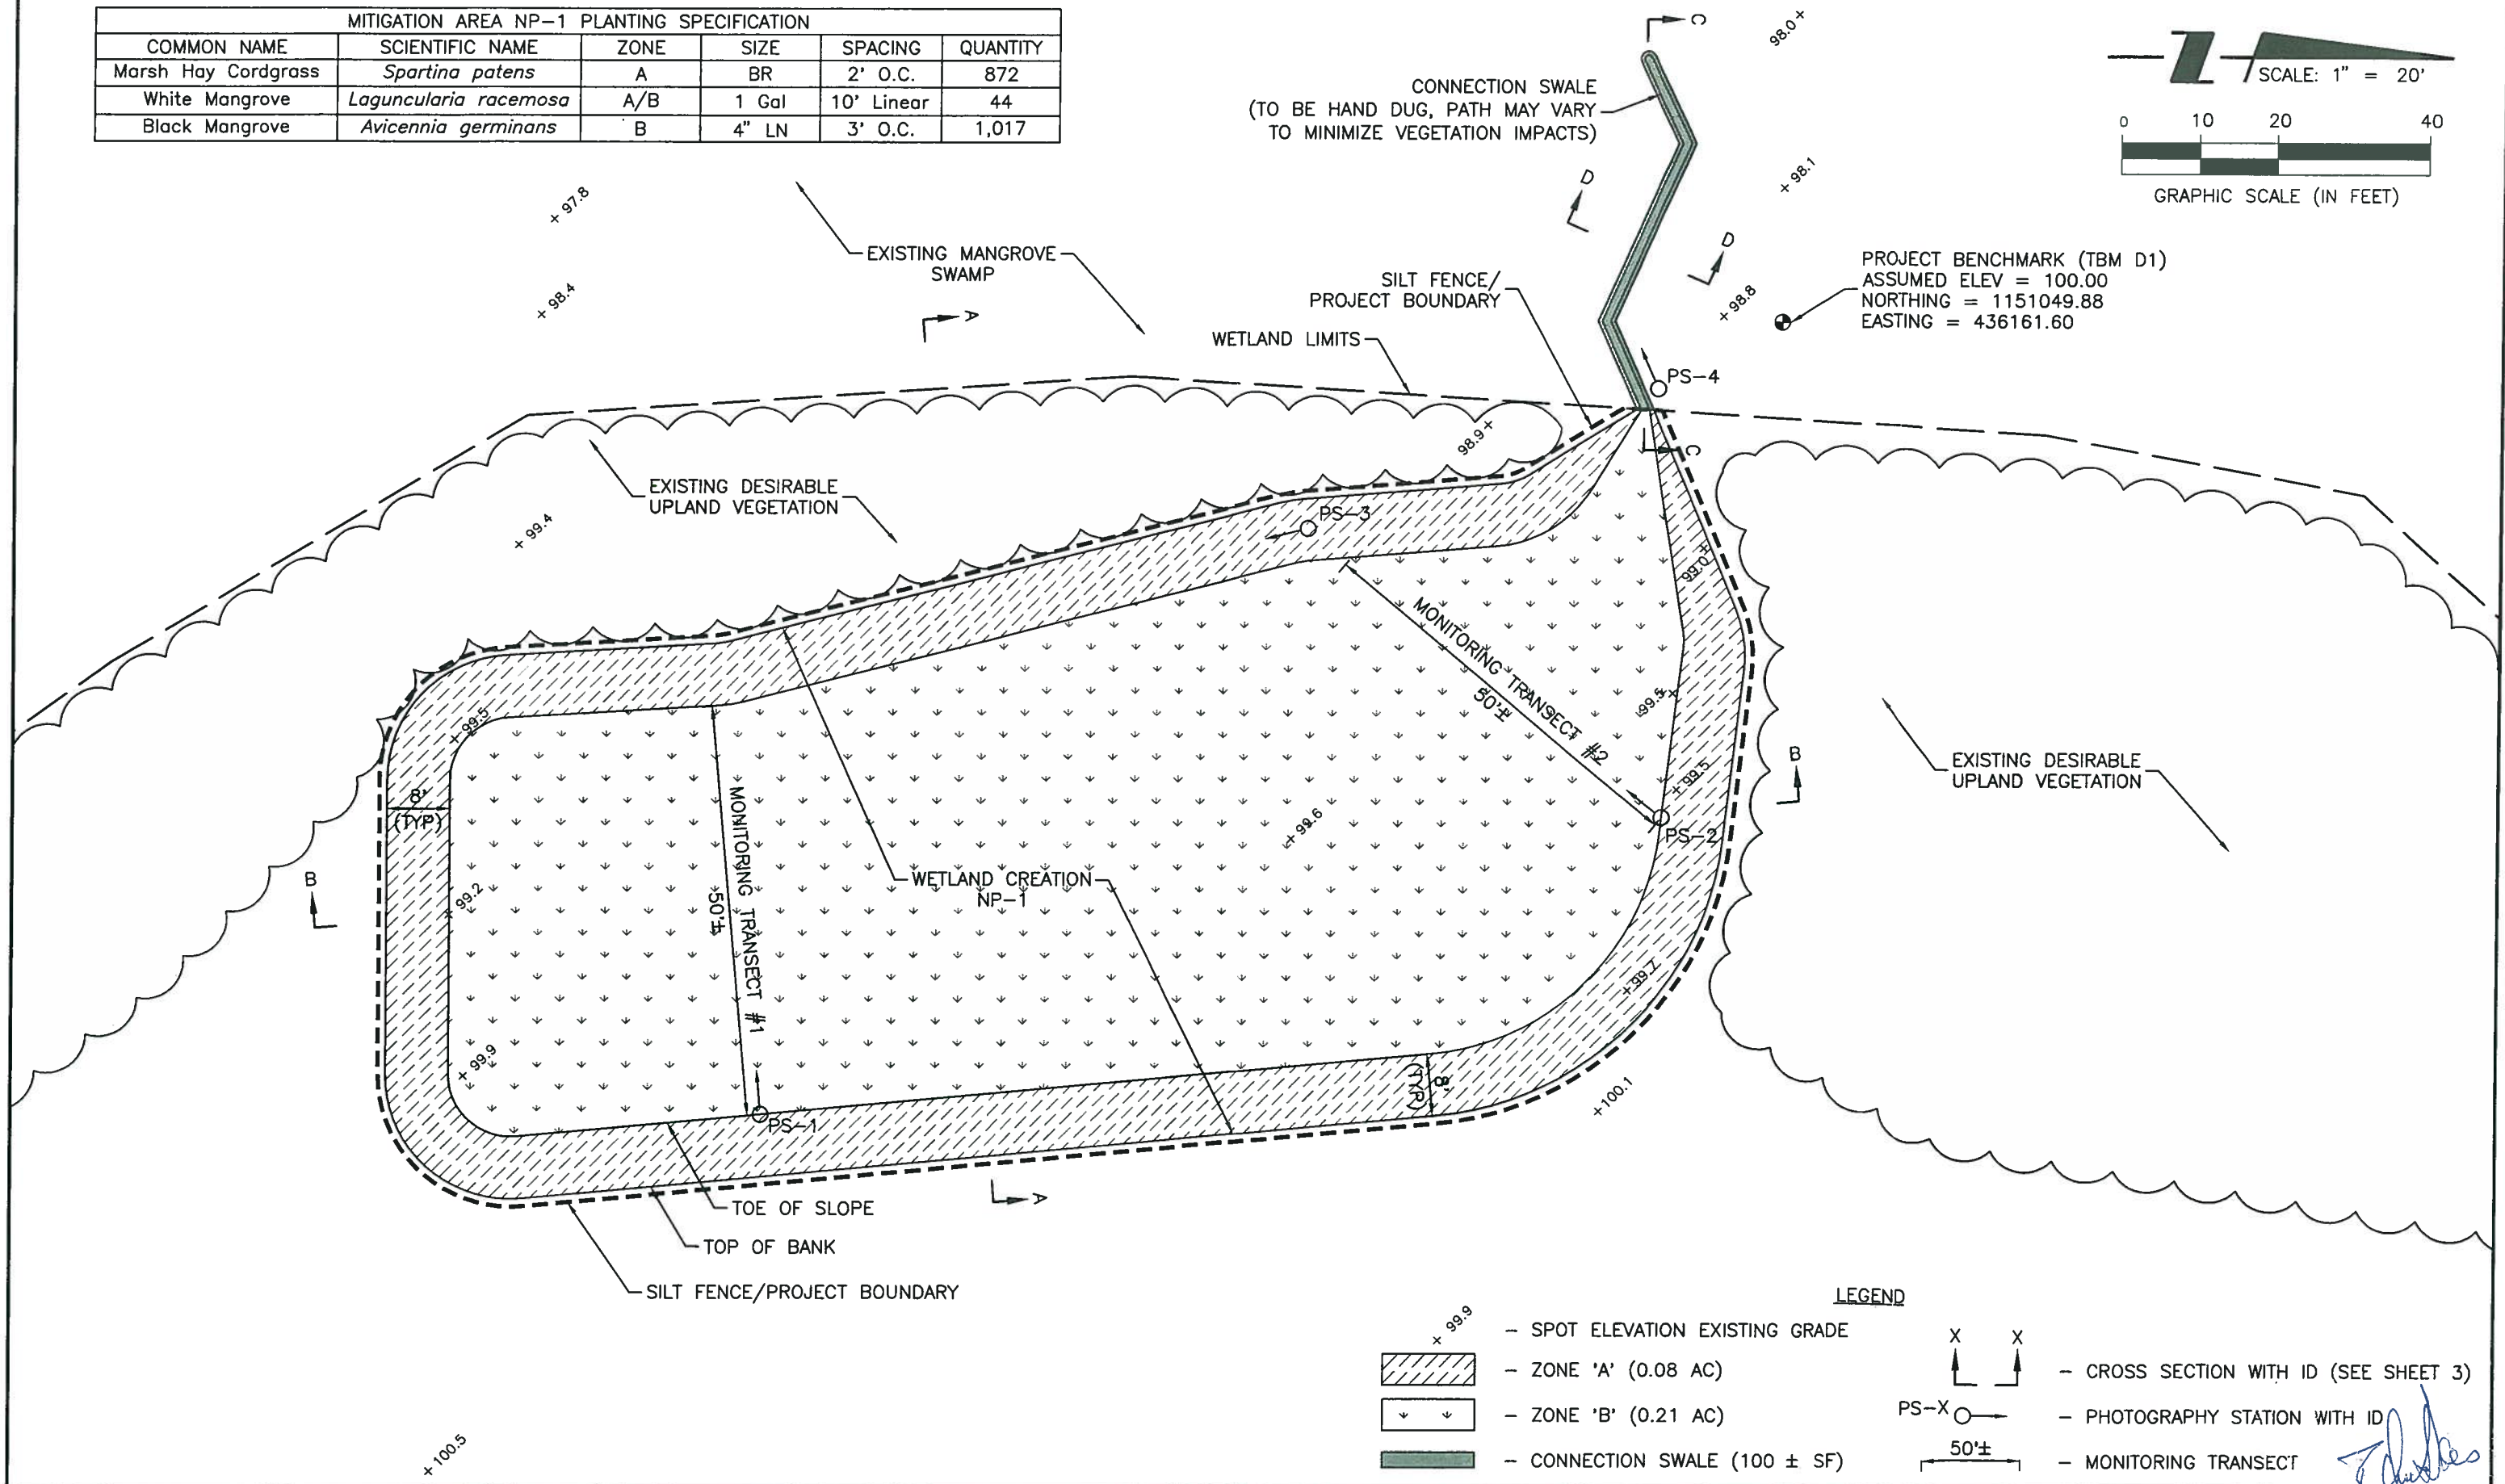 MITIGATION AREA NP-1 PLANTING SPECIFICATION
COMMON NAME SCIENTIFIC NAME ZONE SIZE SPACING QUANTITY
Marsh Hay Cordgrass Spartina patens A BR 2' O.C. 872
White Mangrove Laguncularia racemosa A/B 1 Gal 10' Linear 44
Black Mangrove Avicennia germinans B 4" LN 3' O.C. 1,017
C
+ 98.0
Z
SCALE: 1" = 20'
0 10 20 40
GRAPHIC SCALE (IN FEET)
CONNECTION SWALE
(TO BE HAND DUG, PATH MAY VARY
TO MINIMIZE VEGETATION IMPACTS)
+ 98.1
D
D
+ 97.8
+ 98.4
EXISTING MANGROVE
SWAMP
A
SILT FENCE/
PROJECT BOUNDARY
WETLAND LIMITS
+ 98.8
PROJECT BENCHMARK (TBM D1)
ASSUMED ELEV = 100.00
NORTHING = 1151049.88
EASTING = 436161.60
PS-4
98.9 +
C
EXISTING DESIRABLE
UPLAND VEGETATION
+ 99.4
PS-3
99.0 +
MONITORING TRANSECT #2
50'±
99.5 +
+ 99.5
+ 99.5
PS-2
B
EXISTING DESIRABLE
UPLAND VEGETATION
8'
(TYP)
MONITORING TRANSECT #1
50'±
+ 99.6
B
+ 99.2
WETLAND CREATION
NP-1
+ 99.7
+ 99.9
8'
(TYP)
+100.1
PS-1
A
TOE OF SLOPE
TOP OF BANK
SILT FENCE/PROJECT BOUNDARY
+100.5
LEGEND
+ 99.9 - SPOT ELEVATION EXISTING GRADE
- ZONE 'A' (0.08 AC)
- ZONE 'B' (0.21 AC)
- CONNECTION SWALE (100 ± SF)
X X - CROSS SECTION WITH ID (SEE SHEET 3)
PS-X - PHOTOGRAPHY STATION WITH ID
50'± - MONITORING TRANSECT